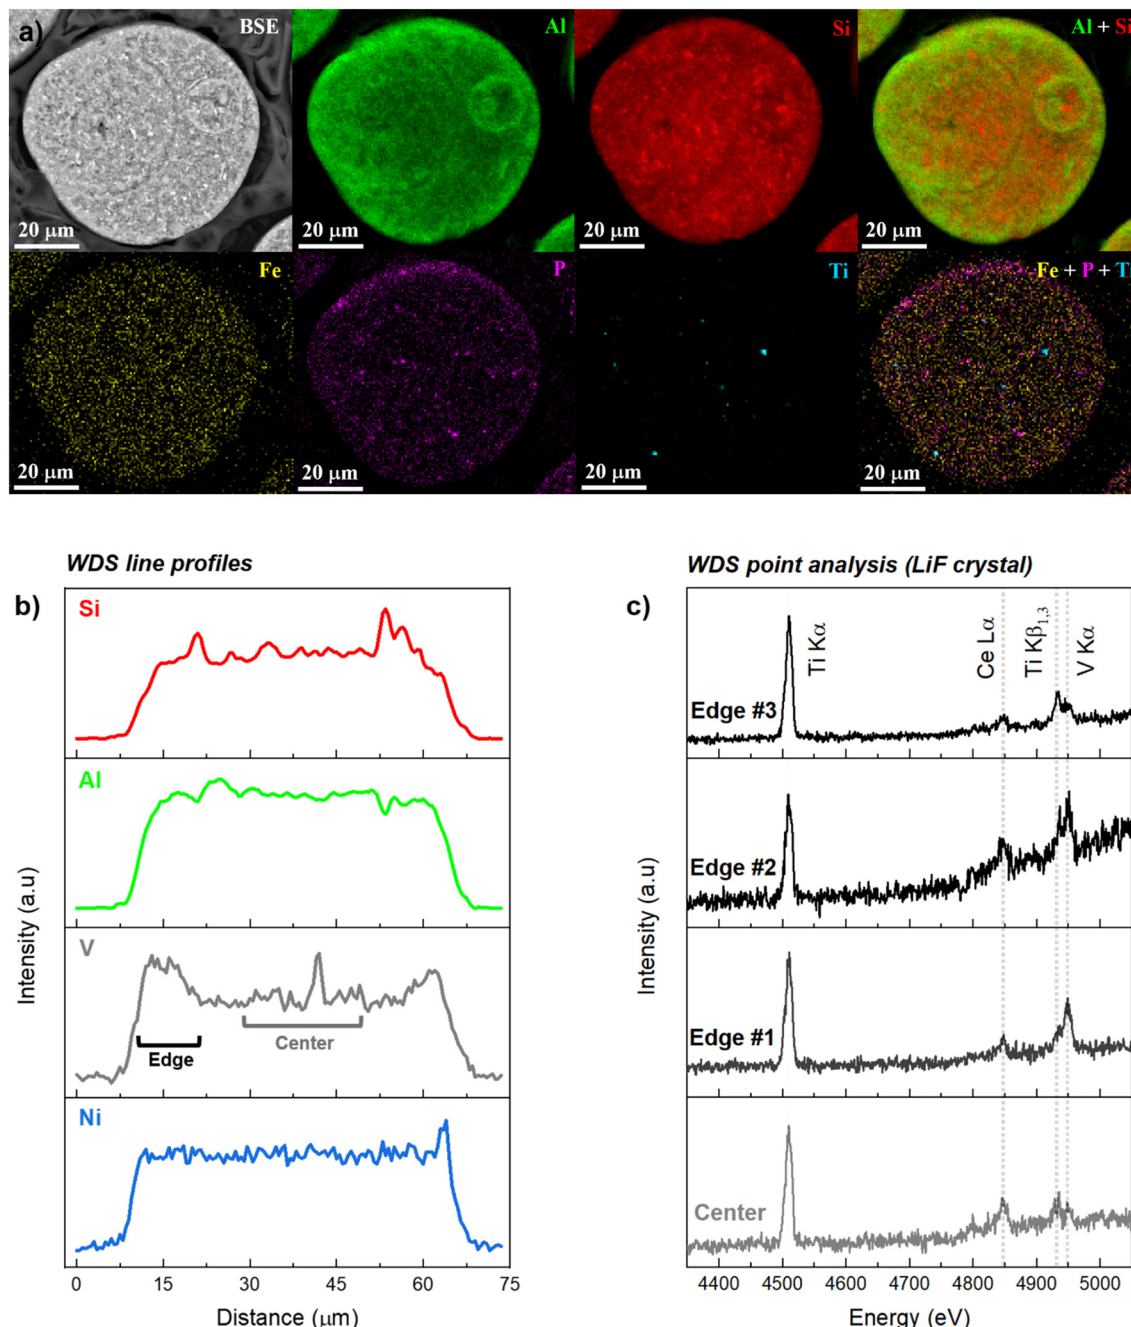 a)
BSE
Al
Si
Al + Si
20 μm
20 μm
20 μm
20 μm
Fe
P
Ti
Fe + P + Ti
20 μm
20 μm
20 μm
20 μm
WDS line profiles
b)
Si
Al
V
Edge
Center
Ni
Intensity (a.u)
0 15 30 45 60 75
Distance (μm)
WDS point analysis (LiF crystal)
c)
Ti Kα
Ce Lα
Ti Kβ1,3
V Kα
Edge #3
Edge #2
Edge #1
Center
Intensity (a.u)
4400 4500 4600 4700 4800 4900 5000
Energy (eV)